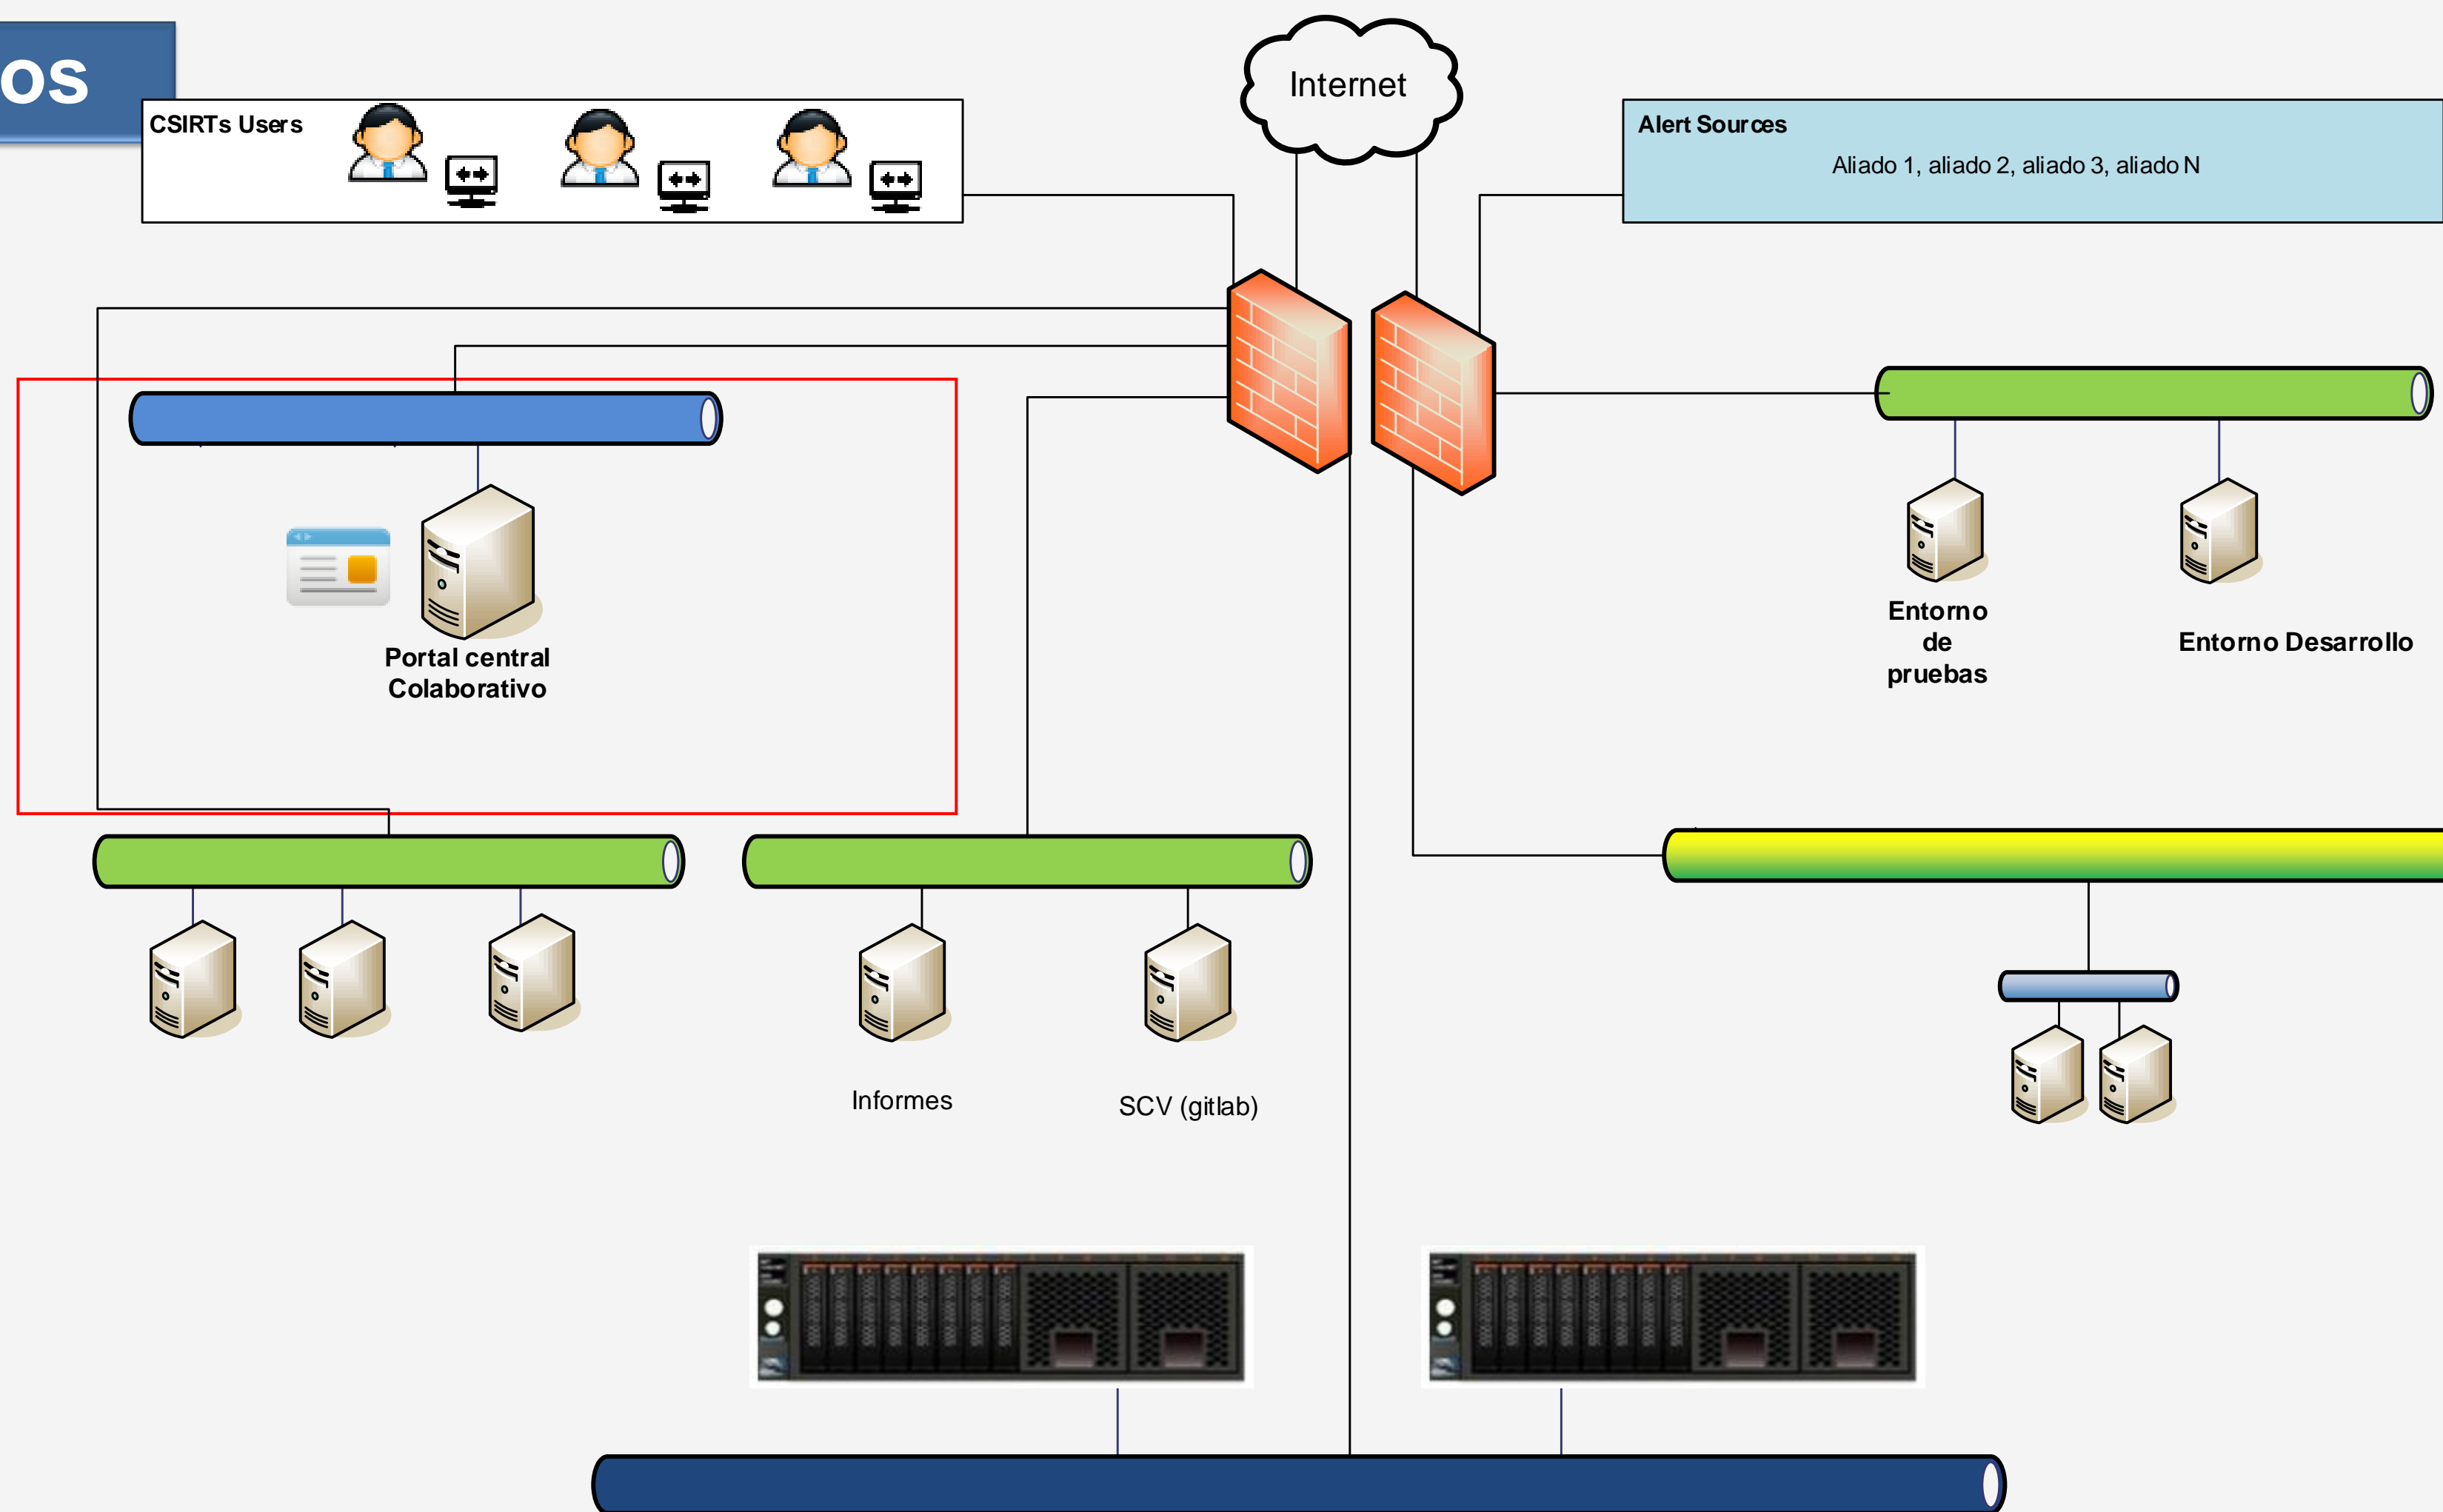 os
CSIRTs Users
Internet
Alert Sources
Aliado 1, aliado 2, aliado 3, aliado N
Portal central
Colaborativo
Entorno
de
pruebas
Entorno Desarrollo
Informes
SCV (gitlab)